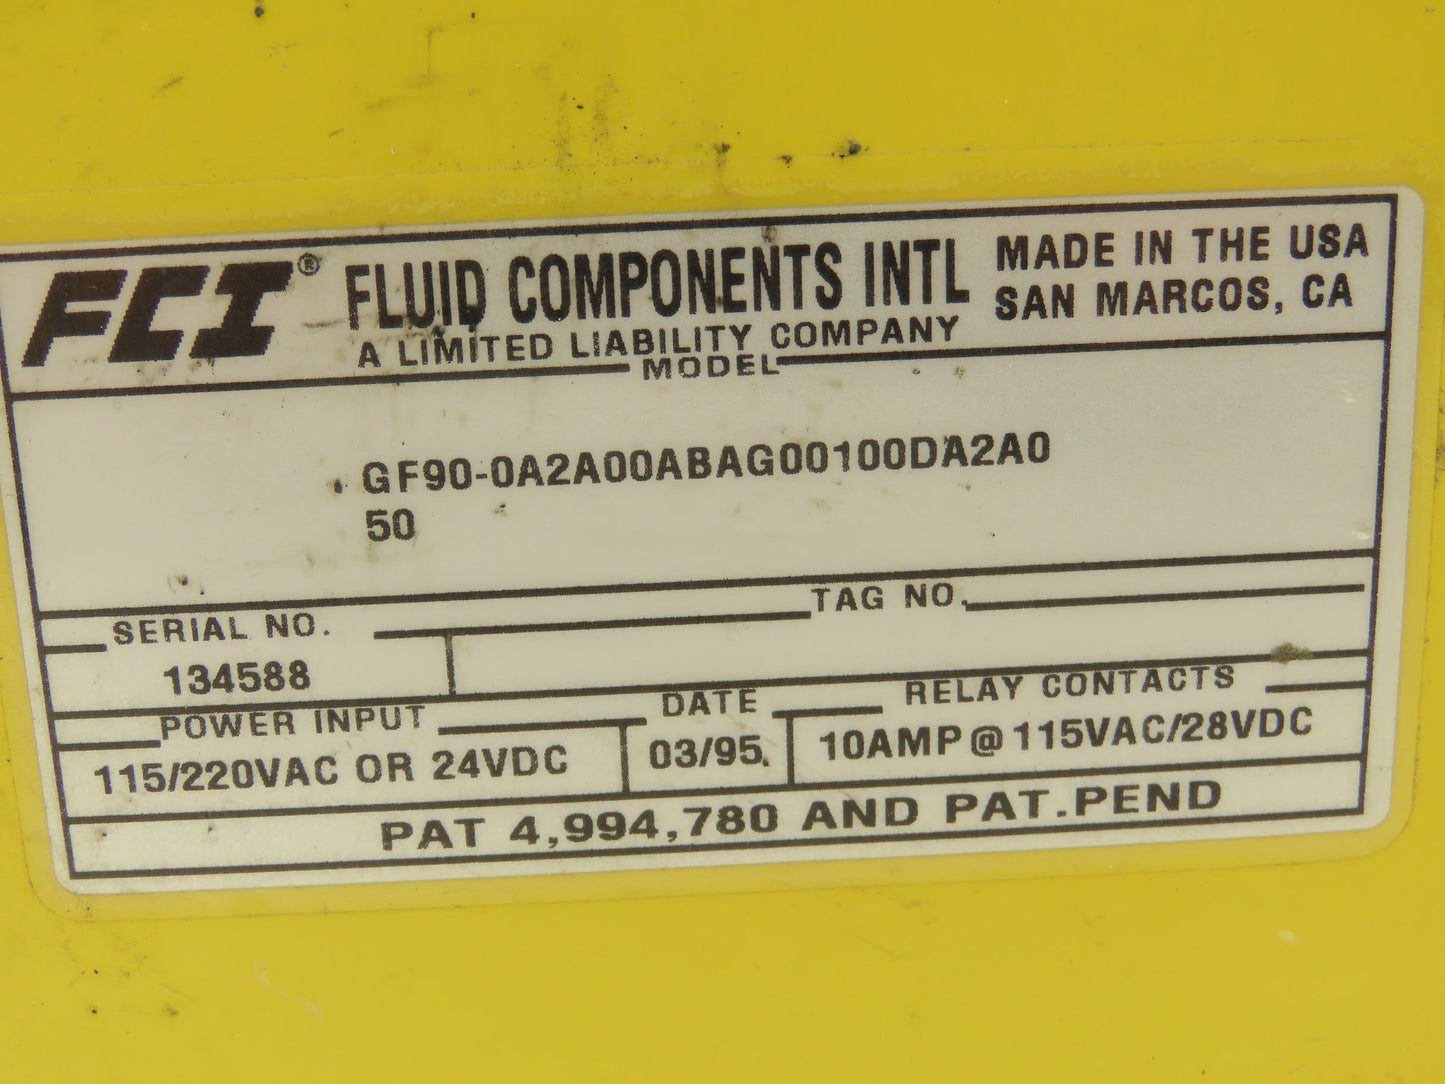 FCI® FLUID COMPONENTS INTL MADE IN THE USA
A LIMITED LIABILITY COMPANY SAN MARCOS, CA
MODEL
GF90-0A2A00ABAG00100DA2A0
50
SERIAL NO. TAG NO.
134588
POWER INPUT DATE RELAY CONTACTS
115/220VAC OR 24VDC 03/95 10AMP@115VAC/28VDC
PAT 4,994,780 AND PAT.PEND